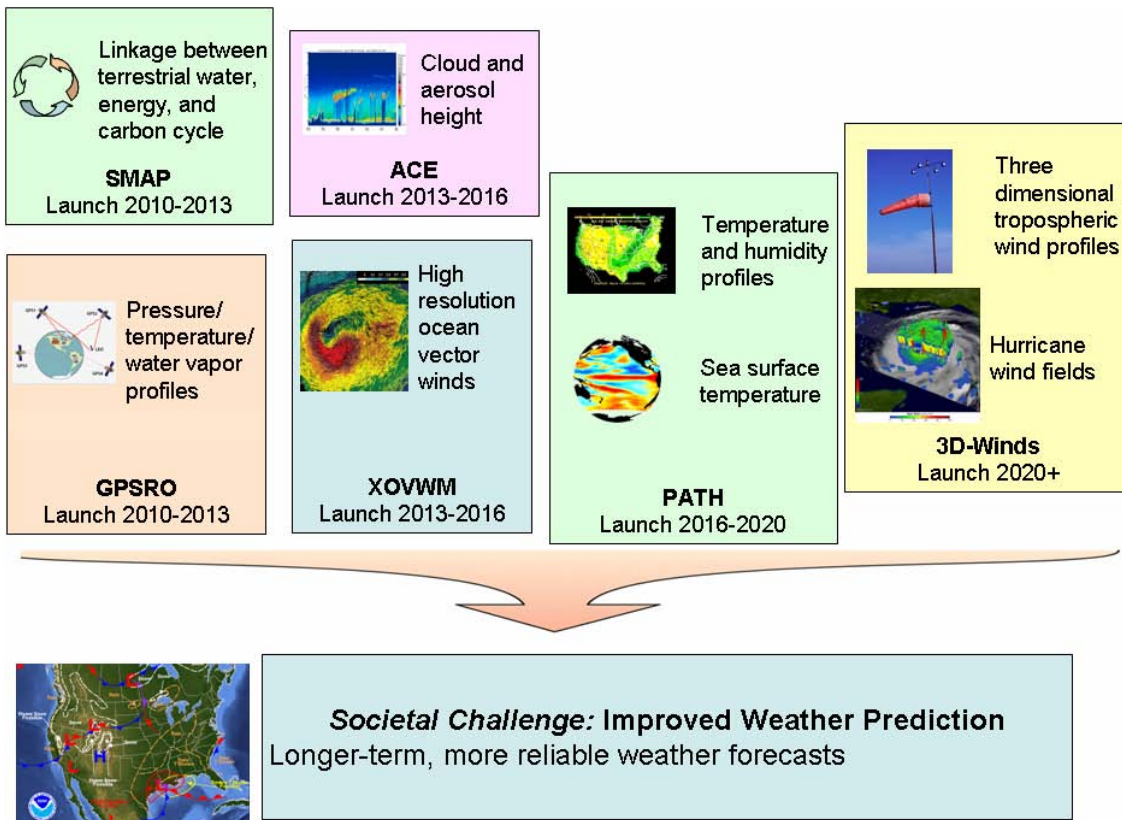 Linkage between
terrestrial water,
energy, and
carbon cycle
SMAP
Launch 2010-2013
Cloud and
aerosol
height
ACE
Launch 2013-2016
Pressure/
temperature/
water vapor
profiles
GPSRO
Launch 2010-2013
High
resolution
ocean
vector
winds
XOVWM
Launch 2013-2016
Temperature
and humidity
profiles
Sea surface
temperature
PATH
Launch 2016-2020
Three
dimensional
tropospheric
wind profiles
Hurricane
wind fields
3D-Winds
Launch 2020+
H
Societal Challenge: Improved Weather Prediction
Longer-term, more reliable weather forecasts